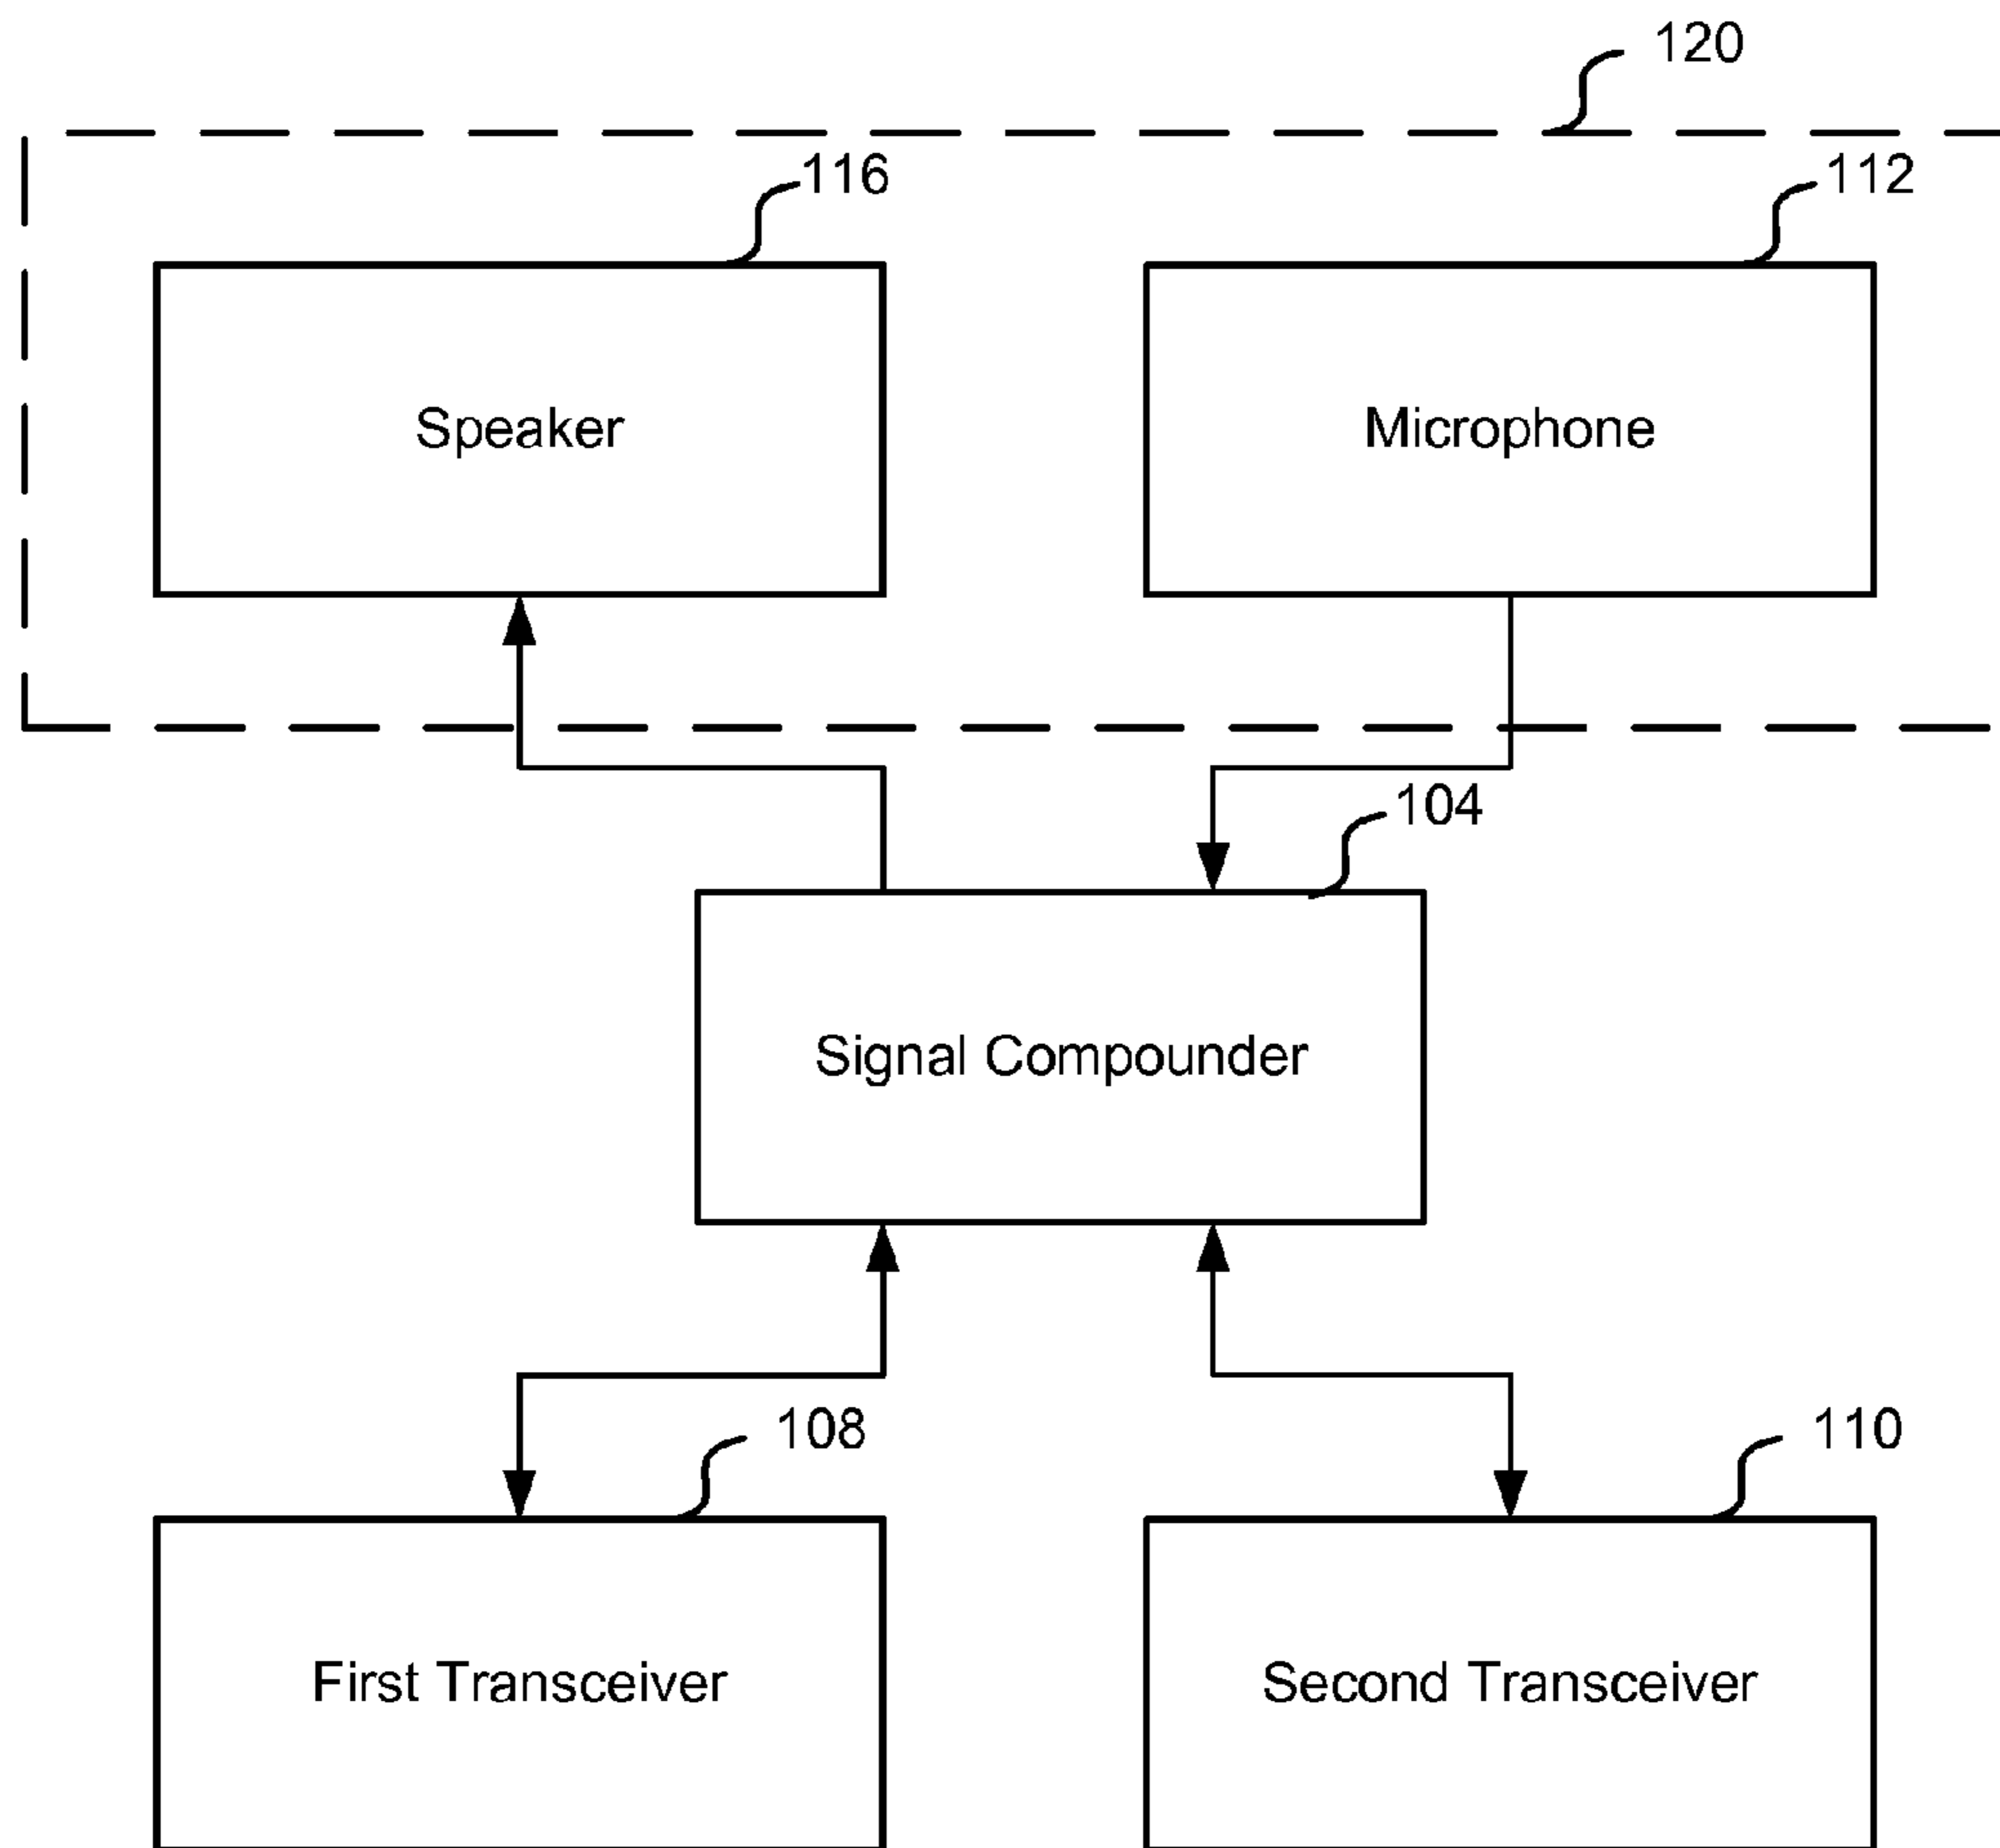 120
116
112
Speaker
Microphone
104
Signal Compounder
108
110
First Transceiver
Second Transceiver